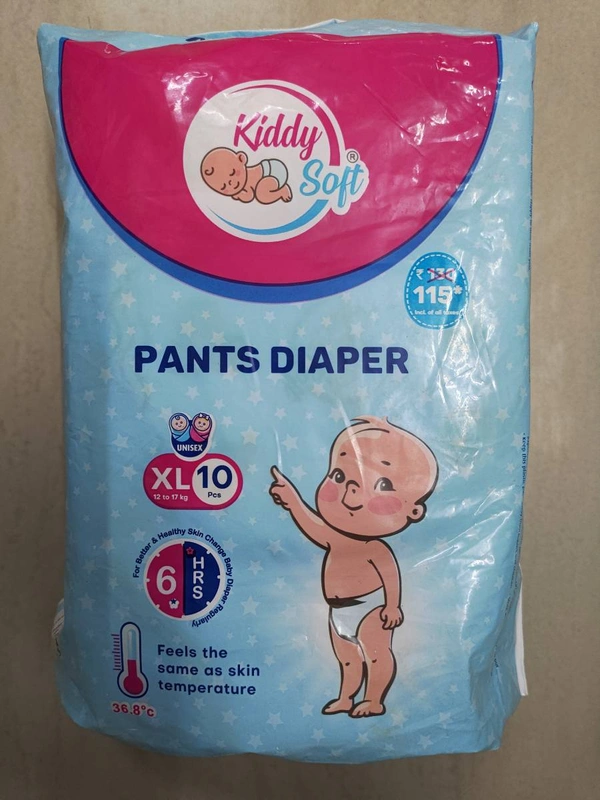 Kiddy
Soft®
₹
115*
Incl. of all taxes
PANTS DIAPER
UNISEX
XL 10
12 to 17 kg Pcs
For Better & Healthy Skin Change Baby Diaper Regularly
6 HRS
Feels the
same as skin
temperature
36.8°c